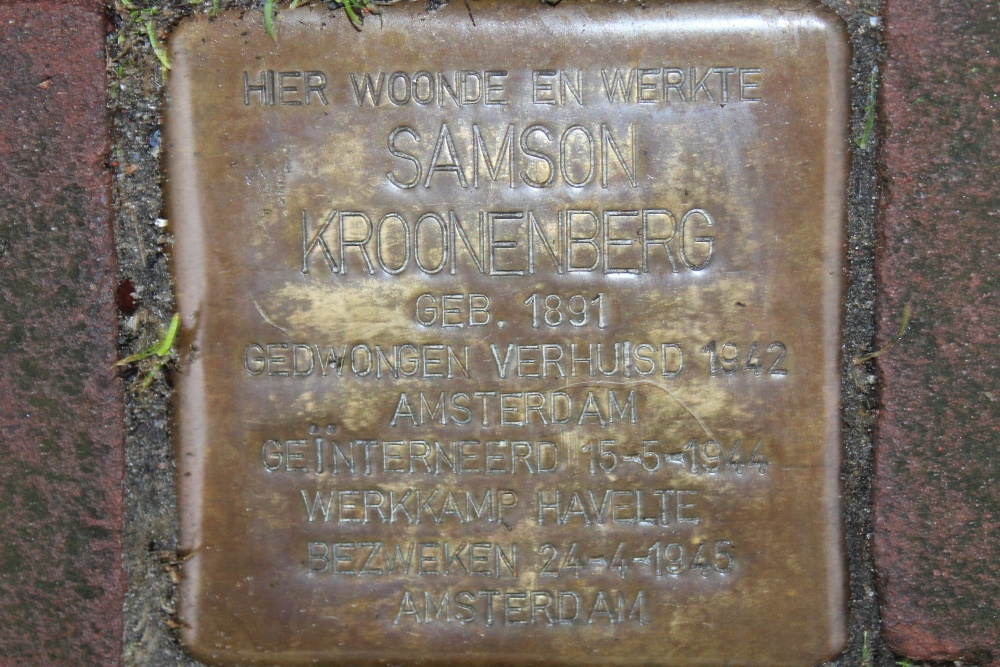 HIER WOONDE EN WERKTE
SAMSON
KROONENBERG
GEB. 1891
GEDWONGEN VERHUISD 1942
AMSTERDAM
GEÏNTERNEERD 15-5-1944
WERKKAMP HAVELTE
BEZWEKEN 24-4-1945
AMSTERDAM